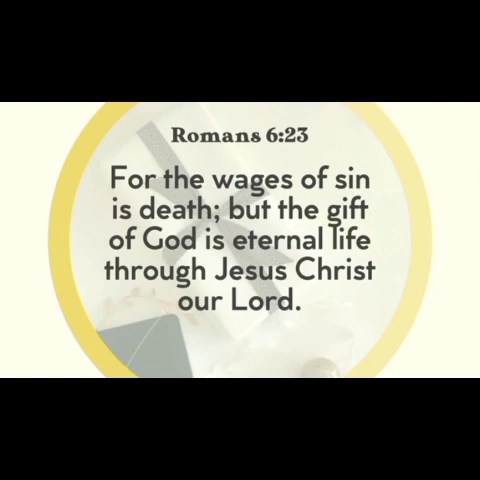 Romans 6:23
For the wages of sin
is death; but the gift
of God is eternal life
through Jesus Christ
our Lord.